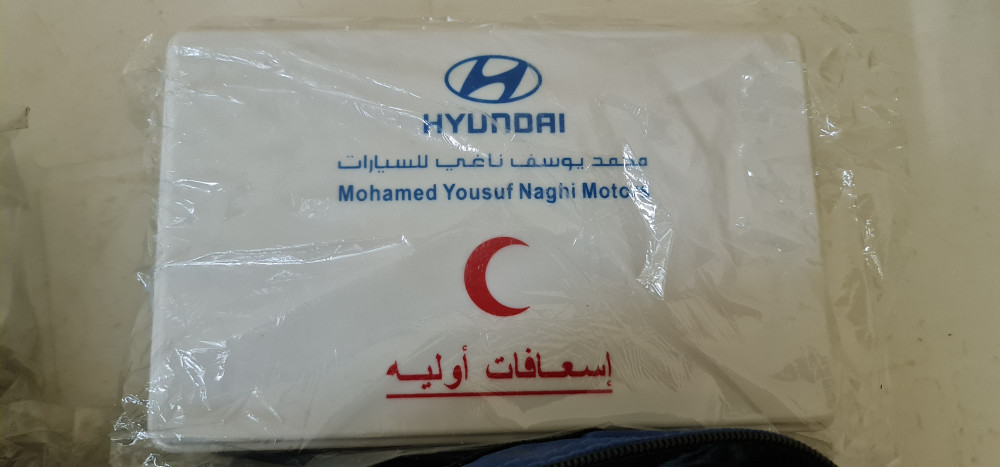 HYUNDAI
محمد يوسف ناغي للسيارات
Mohamed Yousuf Naghi Motors
إسعافات أوليه